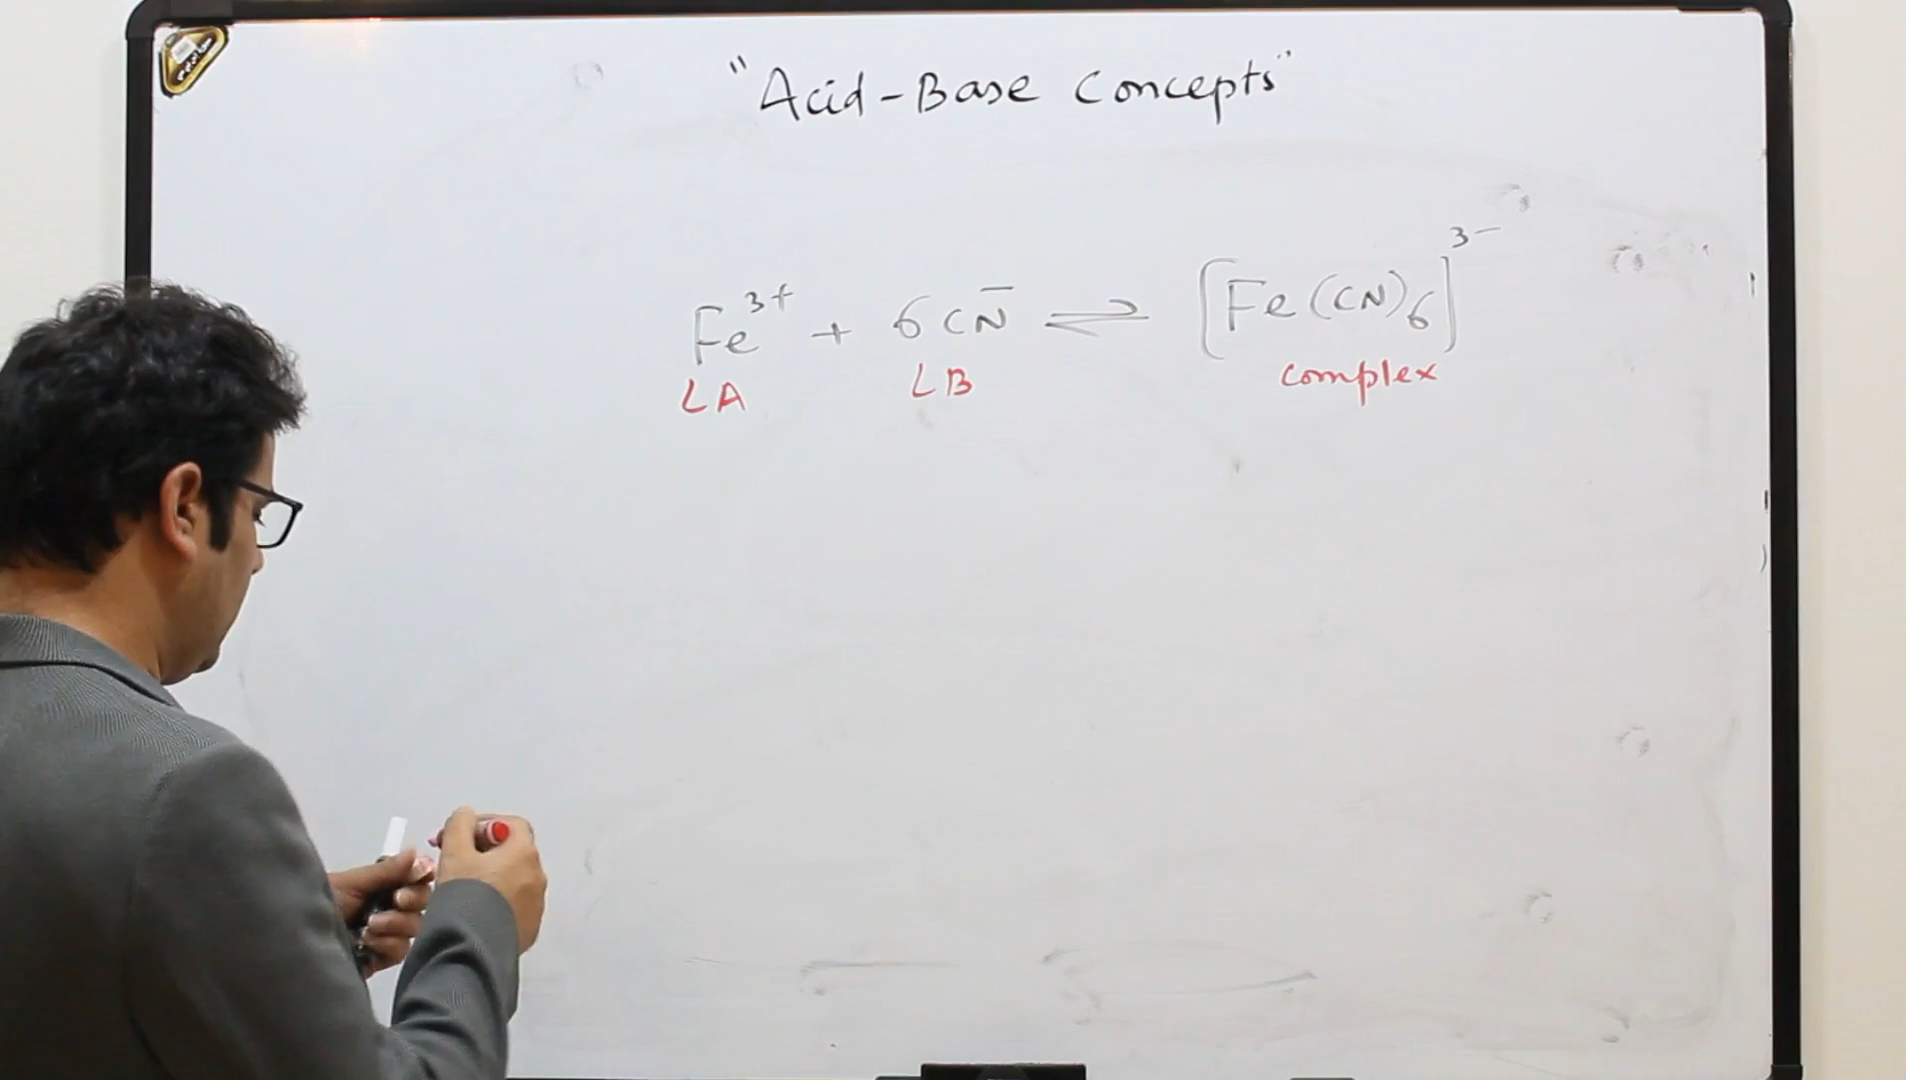 "Acid-Base Concepts"
Fe³⁺ + 6CN⁻ ⇌ [Fe(CN)₆]³⁻
LA LB complex